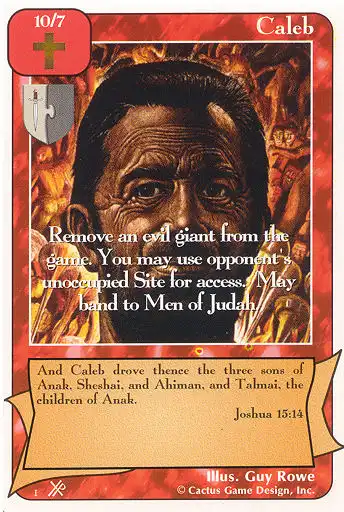 10/7
Caleb
Remove an evil giant from the
game. You may use opponent's
unoccupied Site for access. May
band to Men of Judah.
And Caleb drove thence the three sons of
Anak, Sheshai, and Ahiman, and Talmai, the
children of Anak.
Joshua 15:14
Illus. Guy Rowe
© Cactus Game Design, Inc.
I